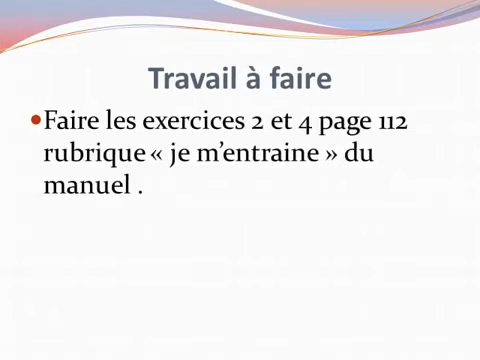 Travail à faire
Faire les exercices 2 et 4 page 112
rubrique « je m'entraine » du
manuel .